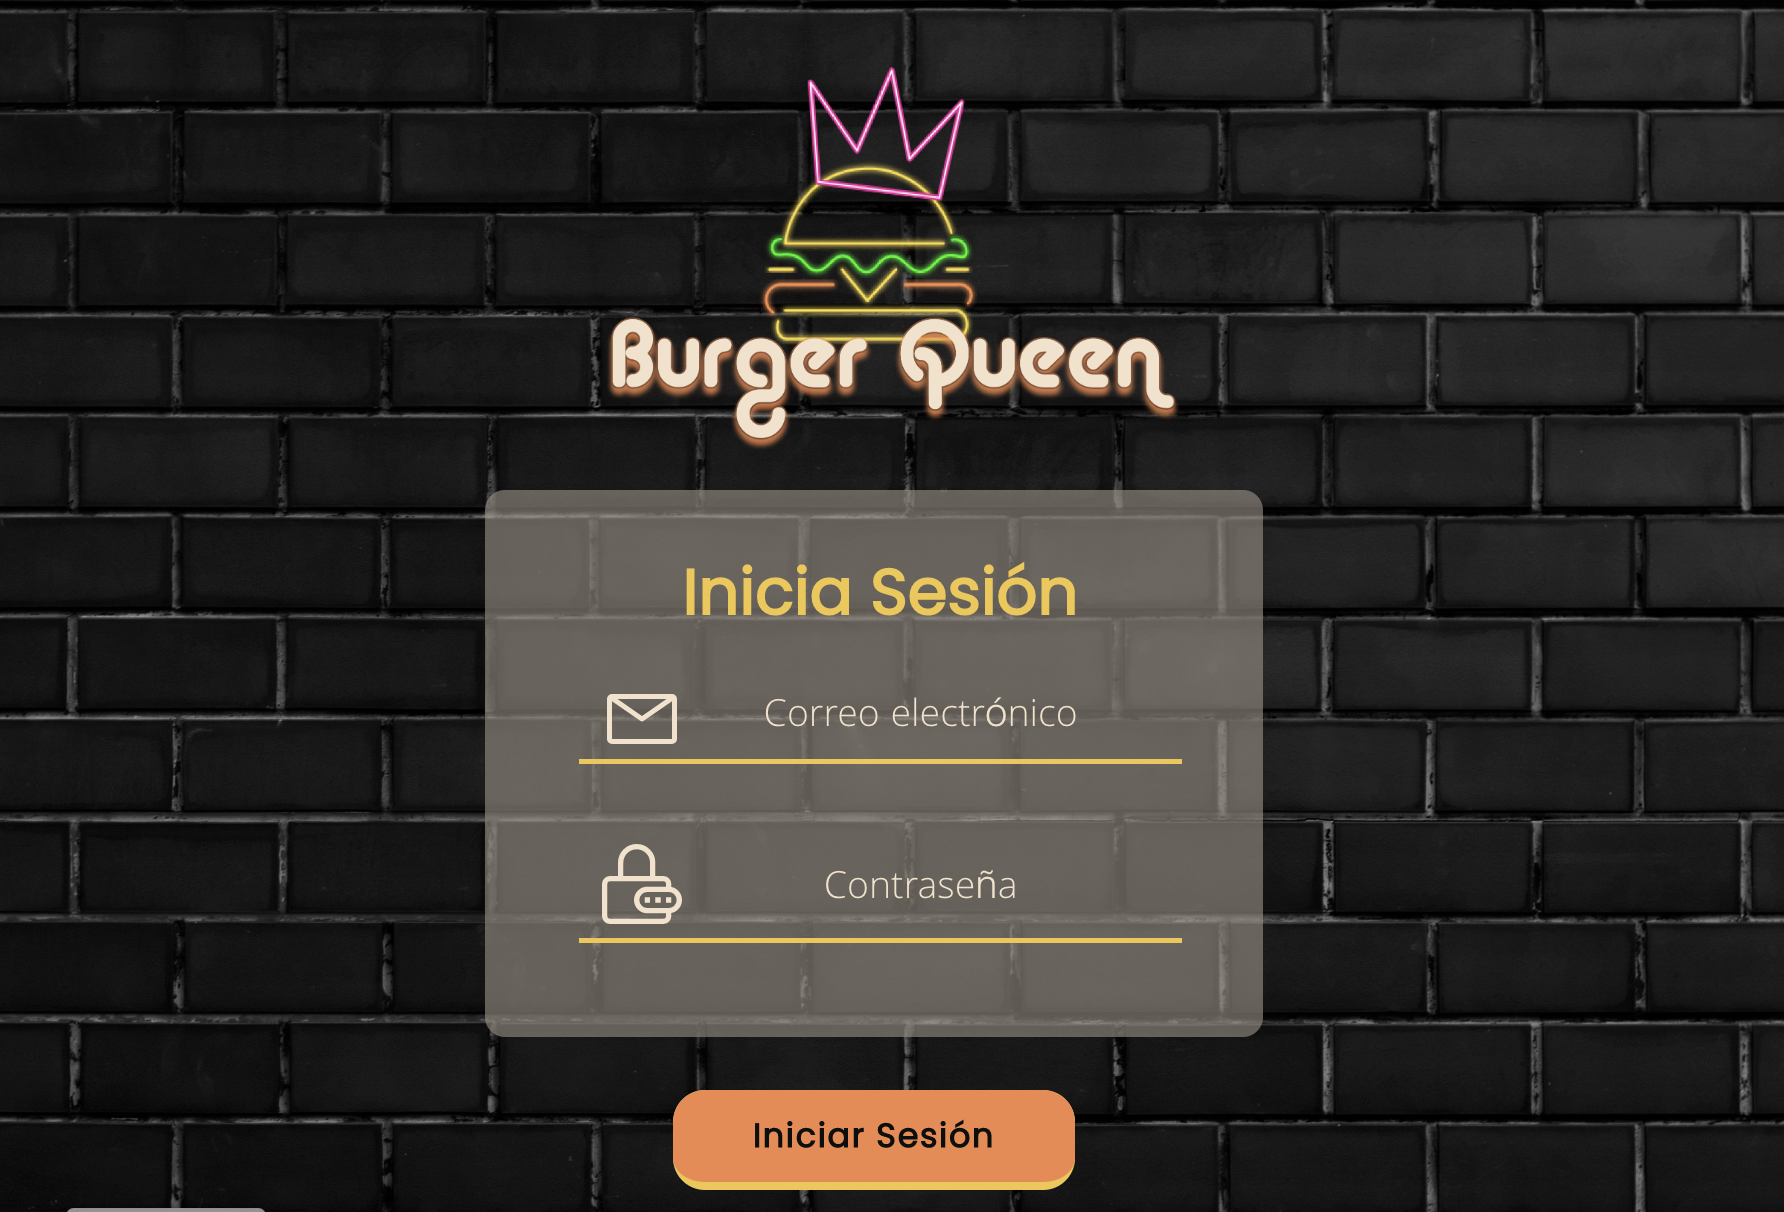 Burger Queen
Inicia Sesión
Correo electrónico
Contraseña
Iniciar Sesión